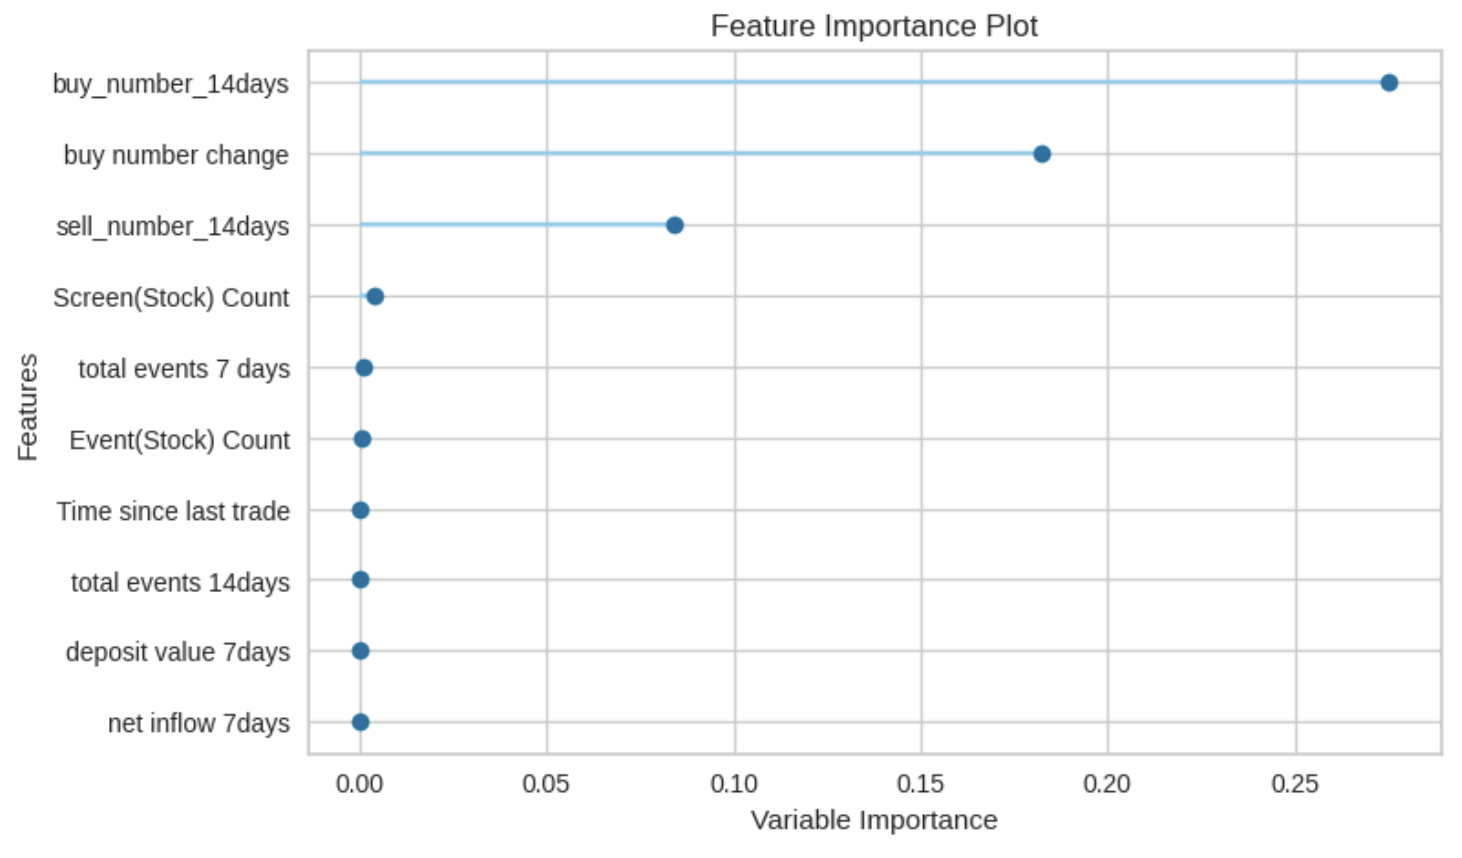 Feature Importance Plot
buy_number_14days
buy number change
sell_number_14days
Screen(Stock) Count
total events 7 days
Event(Stock) Count
Time since last trade
total events 14days
deposit value 7days
net inflow 7days
Features
0.00 0.05 0.10 0.15 0.20 0.25
Variable Importance